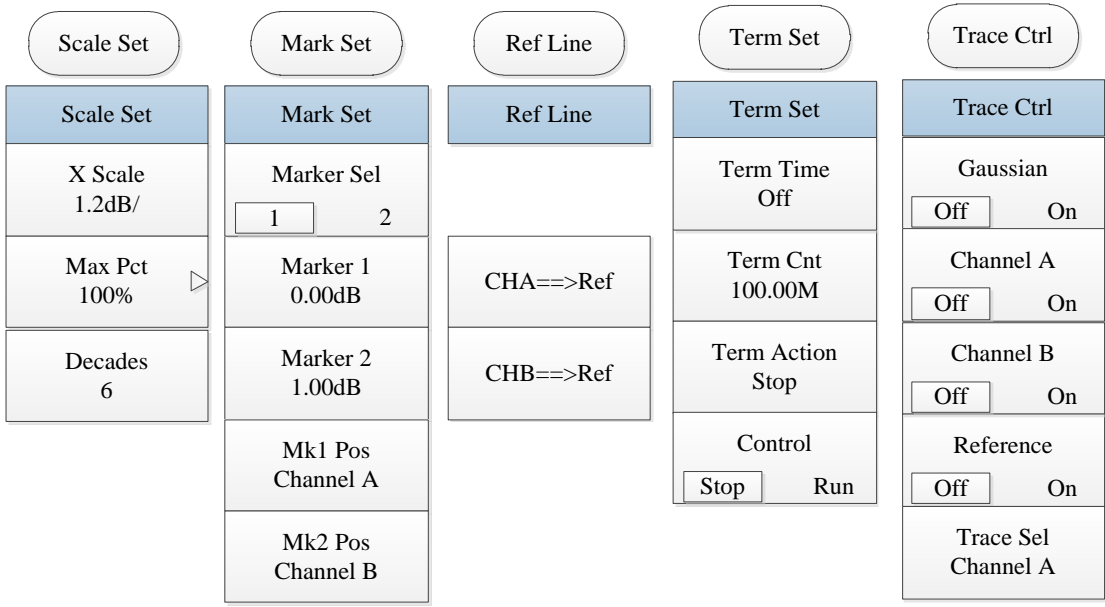 Scale Set
Scale Set
X Scale
1.2dB/
Max Pct
100%
Decades
6
Mark Set
Mark Set
Marker Sel
1 2
Marker 1
0.00dB
Marker 2
1.00dB
Mk1 Pos
Channel A
Mk2 Pos
Channel B
Ref Line
Ref Line
CHA==>Ref
CHB==>Ref
Term Set
Term Set
Term Time
Off
Term Cnt
100.00M
Term Action
Stop
Control
Stop Run
Trace Ctrl
Trace Ctrl
Gaussian
Off On
Channel A
Off On
Channel B
Off On
Reference
Off On
Trace Sel
Channel A